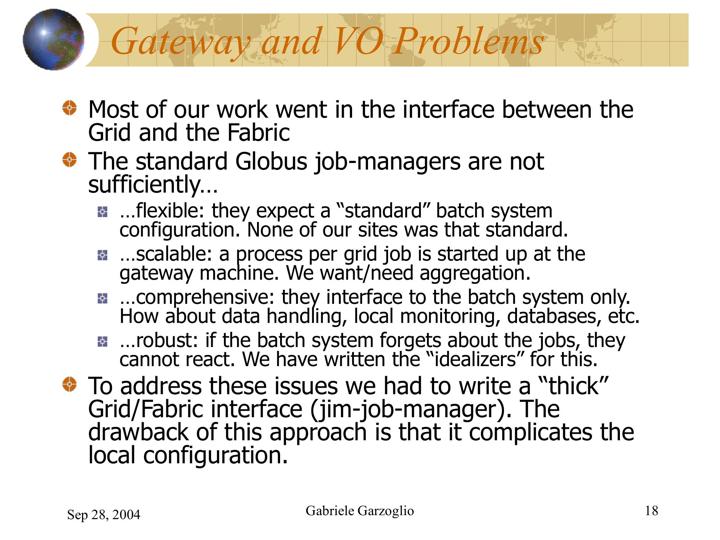 Gateway and VO Problems
Most of our work went in the interface between the
Grid and the Fabric
The standard Globus job-managers are not
sufficiently…
…flexible: they expect a “standard” batch system
configuration. None of our sites was that standard.
…scalable: a process per grid job is started up at the
gateway machine. We want/need aggregation.
…comprehensive: they interface to the batch system only.
How about data handling, local monitoring, databases, etc.
…robust: if the batch system forgets about the jobs, they
cannot react. We have written the “idealizers” for this.
To address these issues we had to write a “thick”
Grid/Fabric interface (jim-job-manager). The
drawback of this approach is that it complicates the
local configuration.
Sep 28, 2004
Gabriele Garzoglio
18